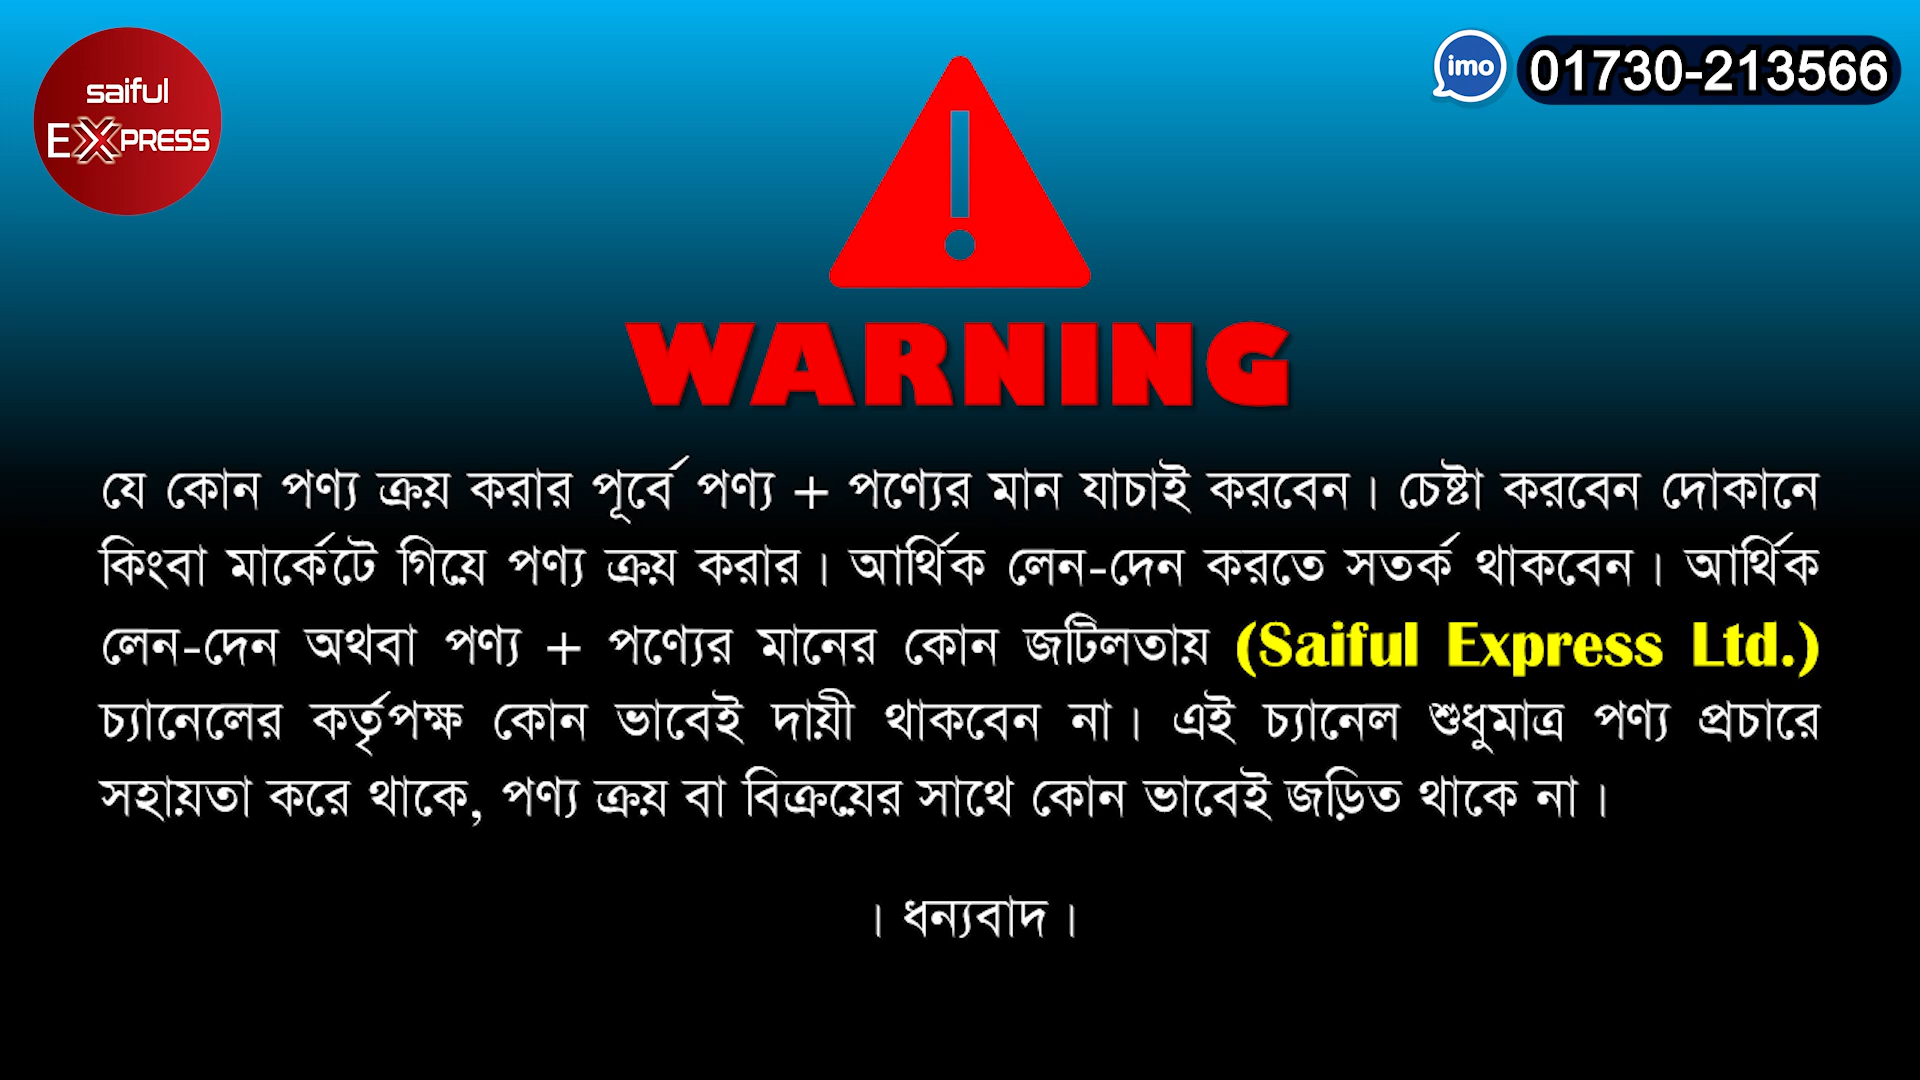 saiful
EXPRESS
imo
01730-213566
WARNING
যে কোন পণ্য ক্রয় করার পূর্বে পণ্য + পণ্যের মান যাচাই করবেন। চেষ্টা করবেন দোকানে
কিংবা মার্কেটে গিয়ে পণ্য ক্রয় করার। আর্থিক লেন-দেন করতে সতর্ক থাকবেন। আর্থিক
লেন-দেন অথবা পণ্য + পণ্যের মানের কোন জটিলতায় (Saiful Express Ltd.)
চ্যানেলের কর্তৃপক্ষ কোন ভাবেই দায়ী থাকবেন না। এই চ্যানেল শুধুমাত্র পণ্য প্রচারে
সহায়তা করে থাকে, পণ্য ক্রয় বা বিক্রয়ের সাথে কোন ভাবেই জড়িত থাকে না।
। ধন্যবাদ।